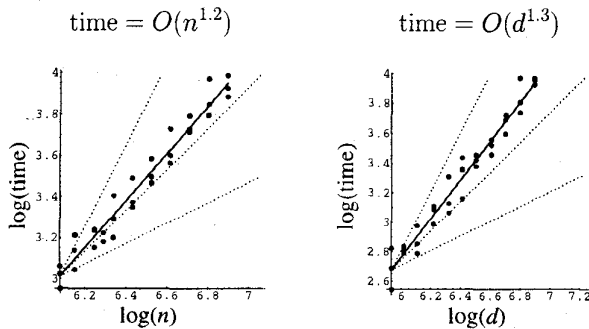 time = O(n^1.2)
log(time)
4
3.8
3.6
3.4
3.2
3
6.2 6.4 6.6 6.8 7
log(n)
time = O(d^1.3)
log(time)
4
3.8
3.6
3.4
3.2
3
2.8
2.6
6 6.2 6.4 6.6 6.8 7 7.2
log(d)